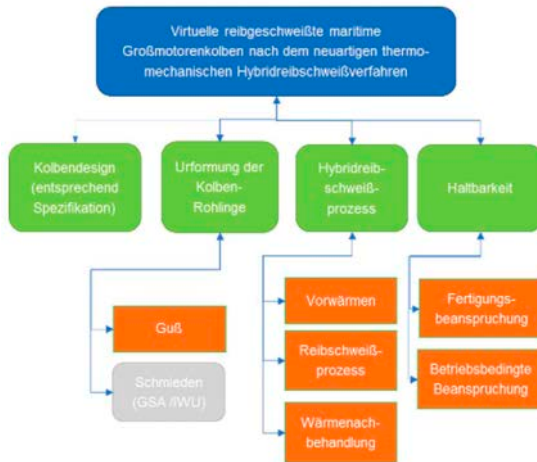 Virtuelle reibgeschweißte maritime
Großmotorenkolben nach dem neuartigen thermo-
mechanischen Hybridreibschweißverfahren
Kolbendesign
(entsprechend
Spezifikation)
Urformung der
Kolben-
Rohlinge
Hybridreib-
schweiß-
prozess
Haltbarkeit
Guß
Schmieden
(GSA /IWU)
Vorwärmen
Reibschweiß-
prozess
Wärmenach-
behandlung
Fertigungs-
beanspruchung
Betriebsbedingte
Beanspruchung